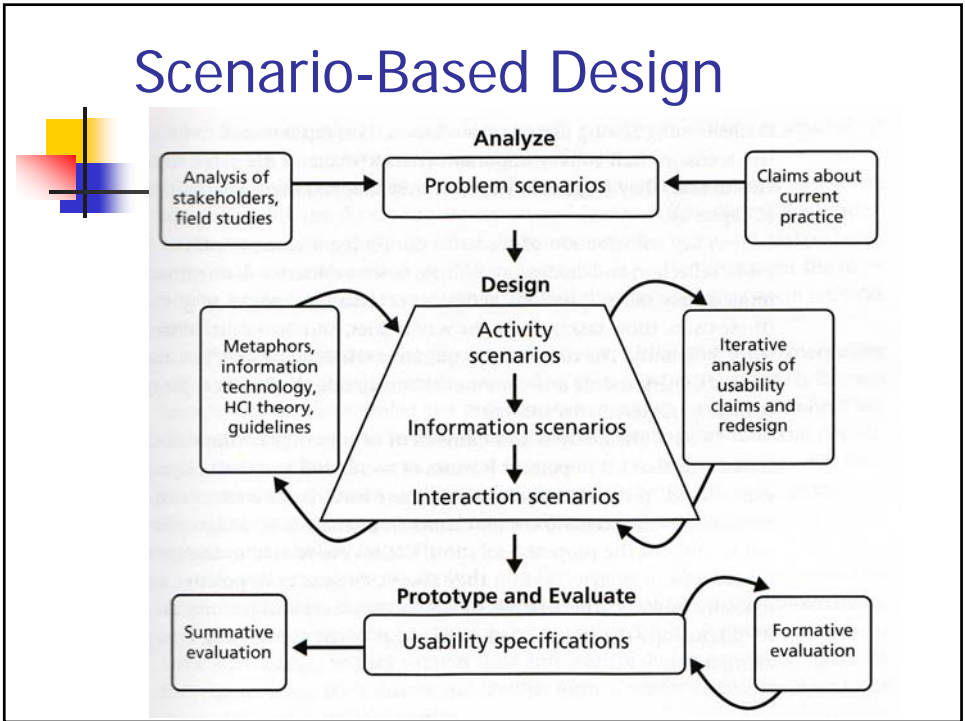 Scenario-Based Design
Analyze
Analysis of
stakeholders,
field studies
Problem scenarios
Claims about
current
practice
Design
Metaphors,
information
technology,
HCI theory,
guidelines
Activity
scenarios
Information scenarios
Interaction scenarios
Iterative
analysis of
usability
claims and
redesign
Prototype and Evaluate
Summative
evaluation
Usability specifications
Formative
evaluation